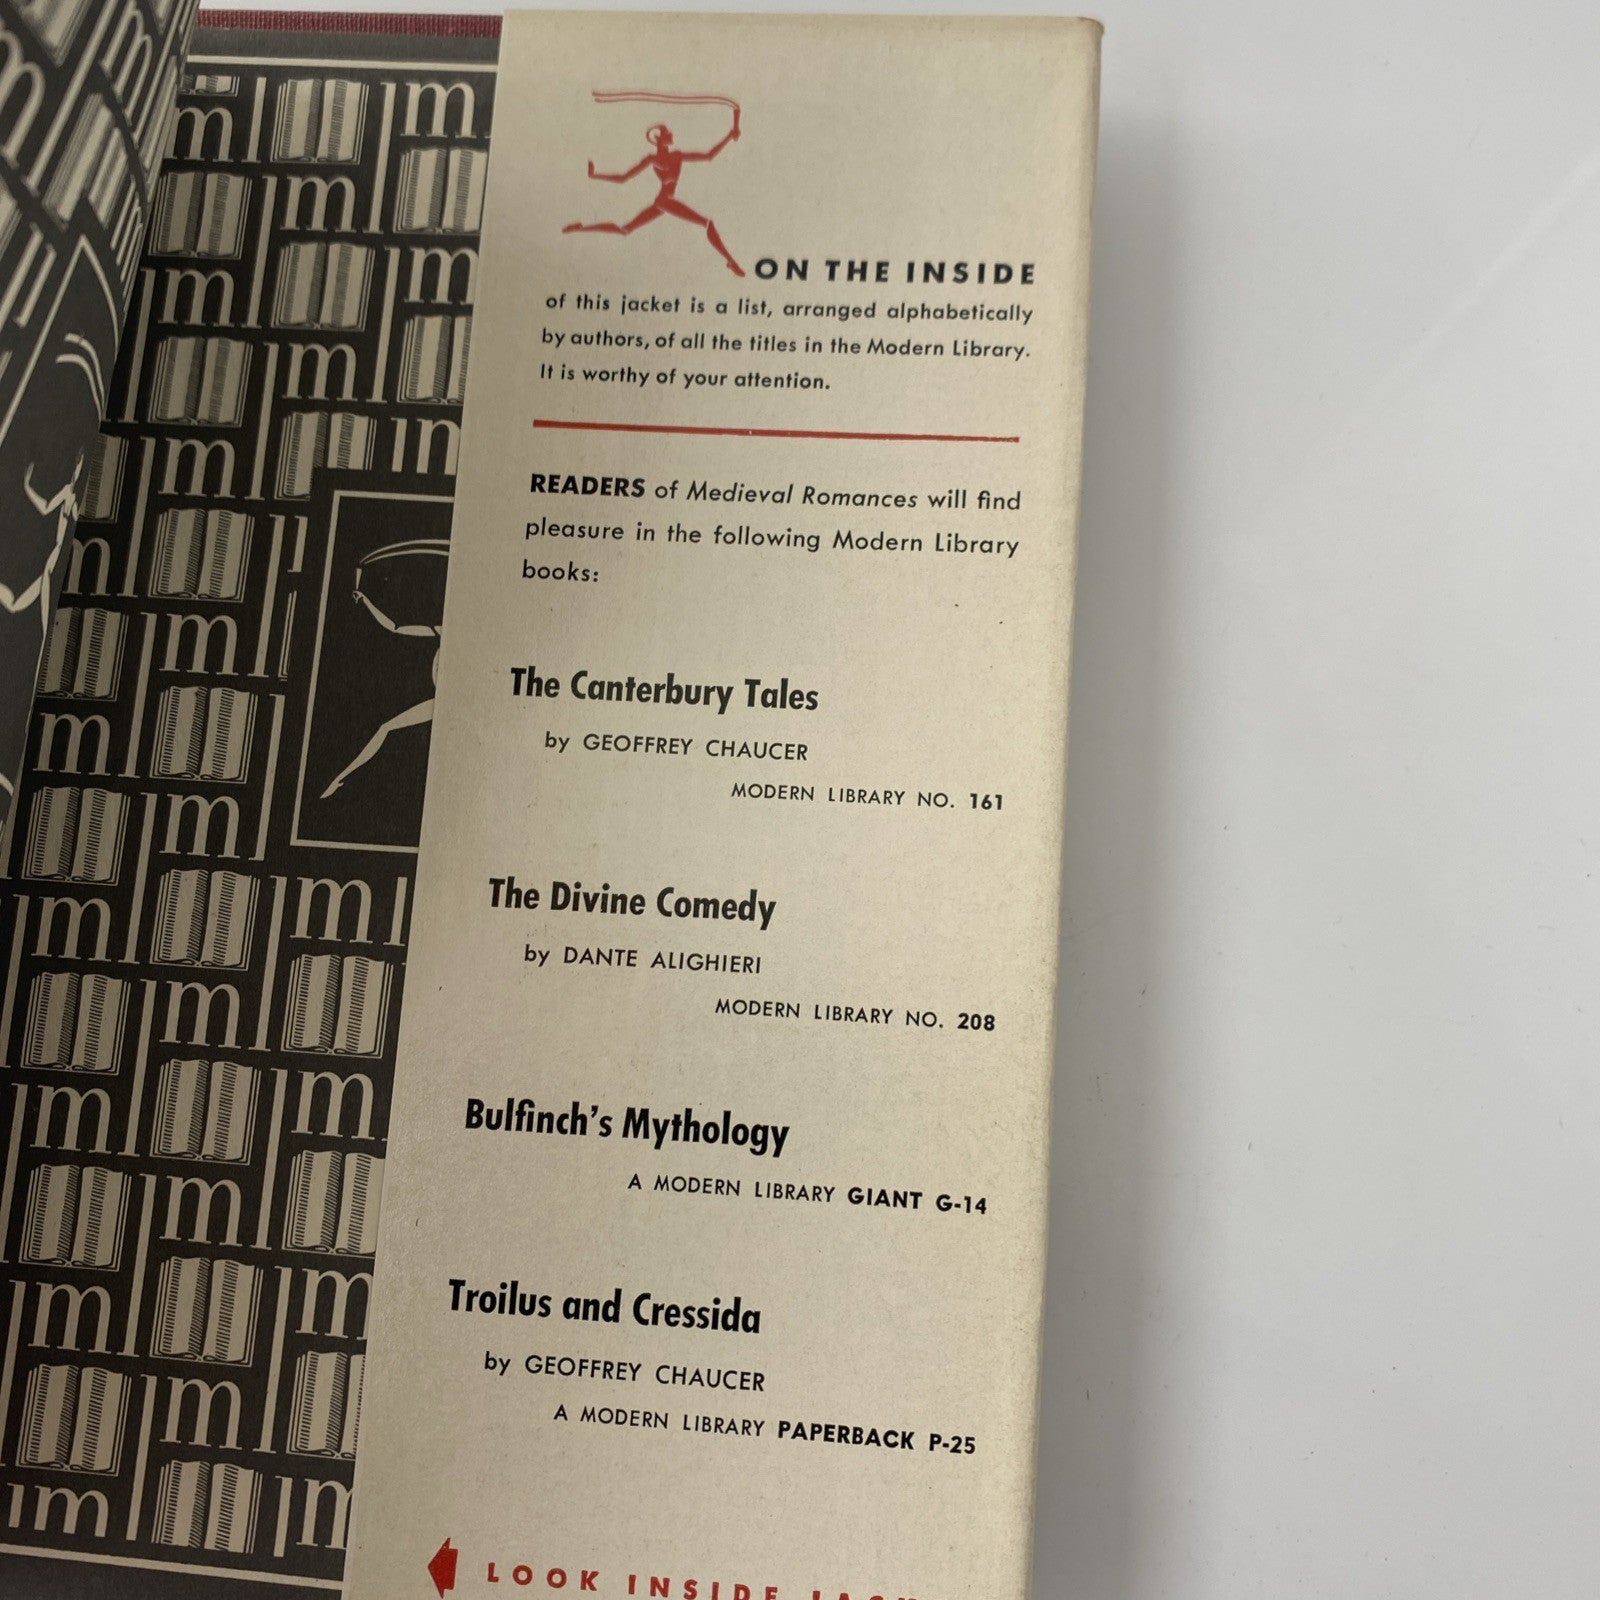 ON THE INSIDE
of this jacket is a list, arranged alphabetically
by authors, of all the titles in the Modern Library.
It is worthy of your attention.
READERS of Medieval Romances will find
pleasure in the following Modern Library
books:
The Canterbury Tales
by GEOFFREY CHAUCER
MODERN LIBRARY NO. 161
The Divine Comedy
by DANTE ALIGHIERI
MODERN LIBRARY NO. 208
Bulfinch's Mythology
A MODERN LIBRARY GIANT G-14
Troilus and Cressida
by GEOFFREY CHAUCER
A MODERN LIBRARY PAPERBACK P-25
LOOK INSIDE